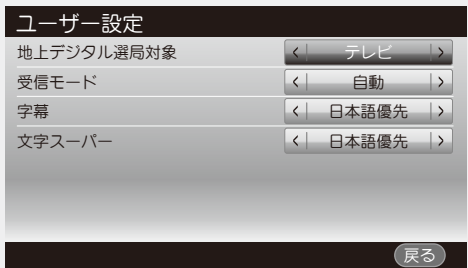 ユーザー設定
地上デジタル選局対象 テレビ
受信モード 自動
字幕 日本語優先
文字スーパー 日本語優先
戻る